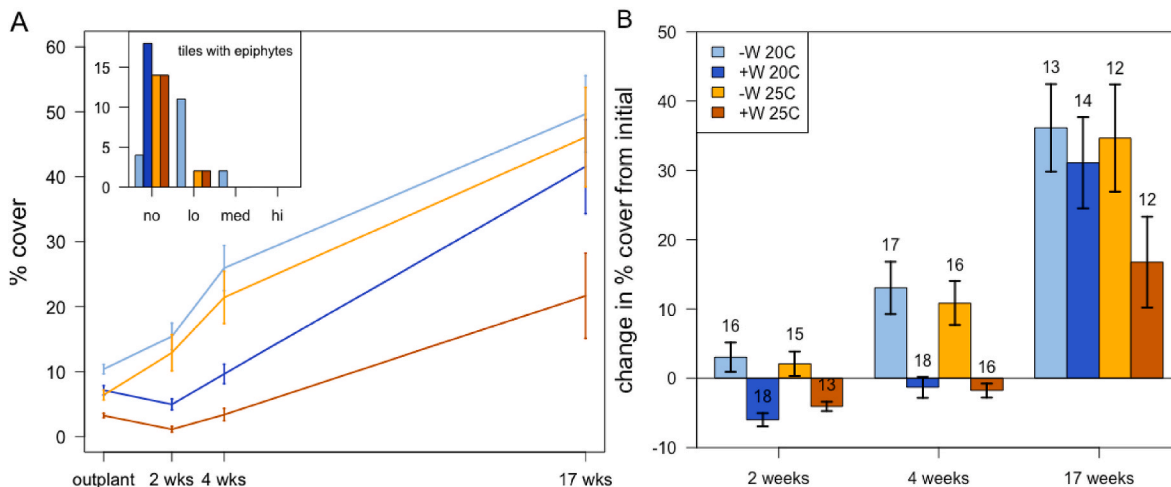 A
% cover
60
50
40
30
20
10
0
outplant 2 wks 4 wks 17 wks
tiles with epiphytes
15
10
5
0
no lo med hi
B
change in % cover from initial
50
40
30
20
10
0
-10
-W 20C
+W 20C
-W 25C
+W 25C
16 18 15 13
17 18 16 16
13 14 12 12
2 weeks 4 weeks 17 weeks